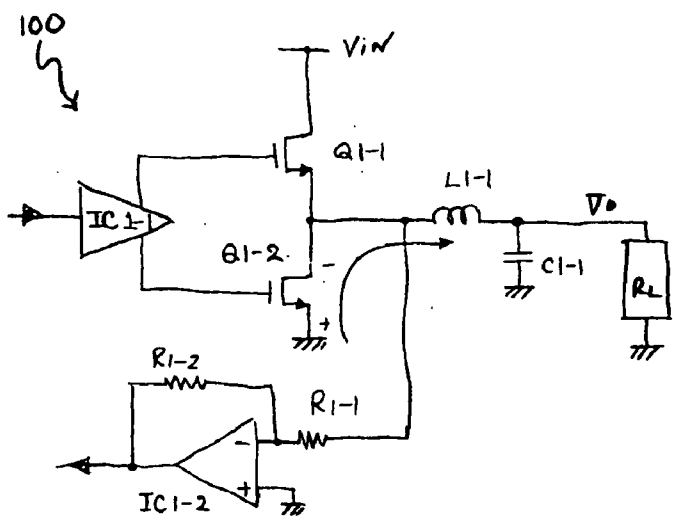 100
Vin
Q1-1
L1-1
Vo
IC1-1
Q1-2
-
C1-1
RL
+
R1-2
R1-1
-
+
IC1-2